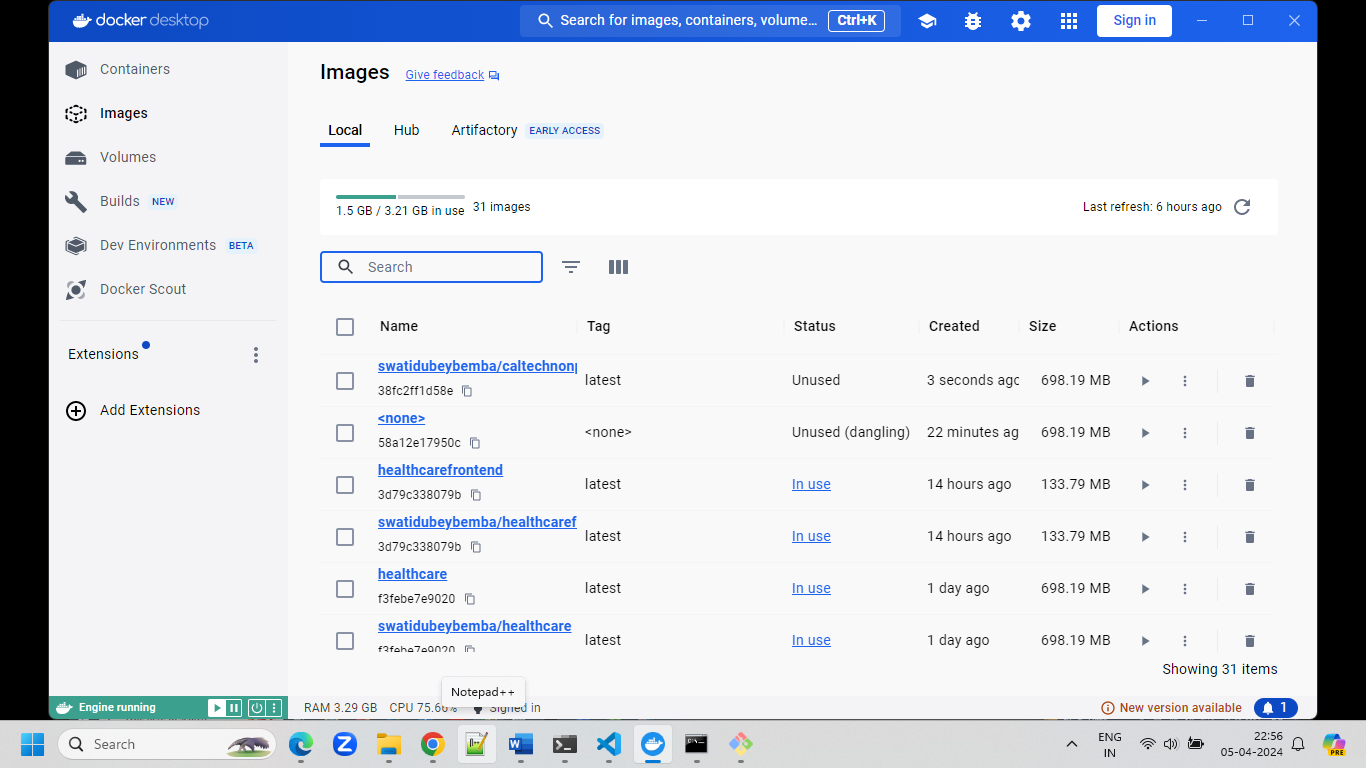 docker desktop
Search for images, containers, volume... Ctrl+K
Sign in
Containers
Images
Volumes
Builds NEW
Dev Environments BETA
Docker Scout
Extensions
Add Extensions
Images Give feedback
Local Hub Artifactory EARLY ACCESS
1.5 GB / 3.21 GB in use 31 images
Last refresh: 6 hours ago
Search
Name Tag Status Created Size Actions
swatidubeybemba/caltechnon
38fc2ff1d58e
latest Unused 3 seconds agc 698.19 MB
<none>
58a12e17950c
<none> Unused (dangling) 22 minutes ag 698.19 MB
healthcarefrontend
3d79c338079b
latest In use 14 hours ago 133.79 MB
swatidubeybemba/healthcaref
3d79c338079b
latest In use 14 hours ago 133.79 MB
healthcare
f3febe7e9020
latest In use 1 day ago 698.19 MB
swatidubeybemba/healthcare
f3febe7e9020
latest In use 1 day ago 698.19 MB
Showing 31 items
Notepad++
Engine running
RAM 3.29 GB CPU 75.60% Signed in
New version available 1
Search
ENG
IN
22:56
05-04-2024
PRE